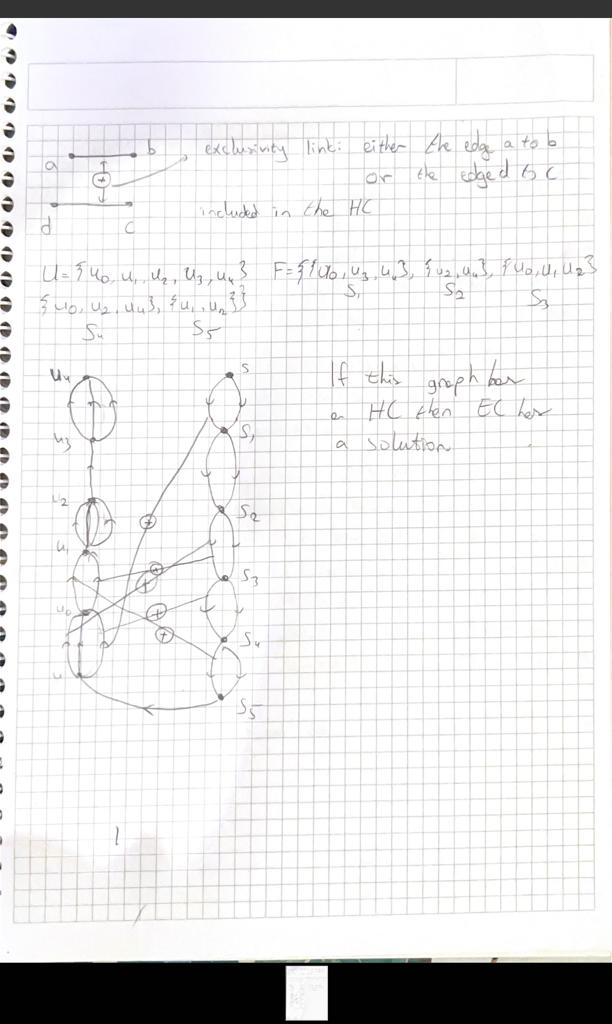 a b exclusivity link: either the edge a to b
or the edge d to c
d c included in the HC
U={u0, u1, u2, u3, u4} F={{u0, u3, u4}, {u2, u4}, {u0, u1, u2}
S1 S2 S3
{u0, u2, u4}, {u1, u2}}
S4 S5
u4 S If this graph has
a HC then EC has
S1 a solution
u3
u2 S2
u1
S3
u0
S4
u
S5
1